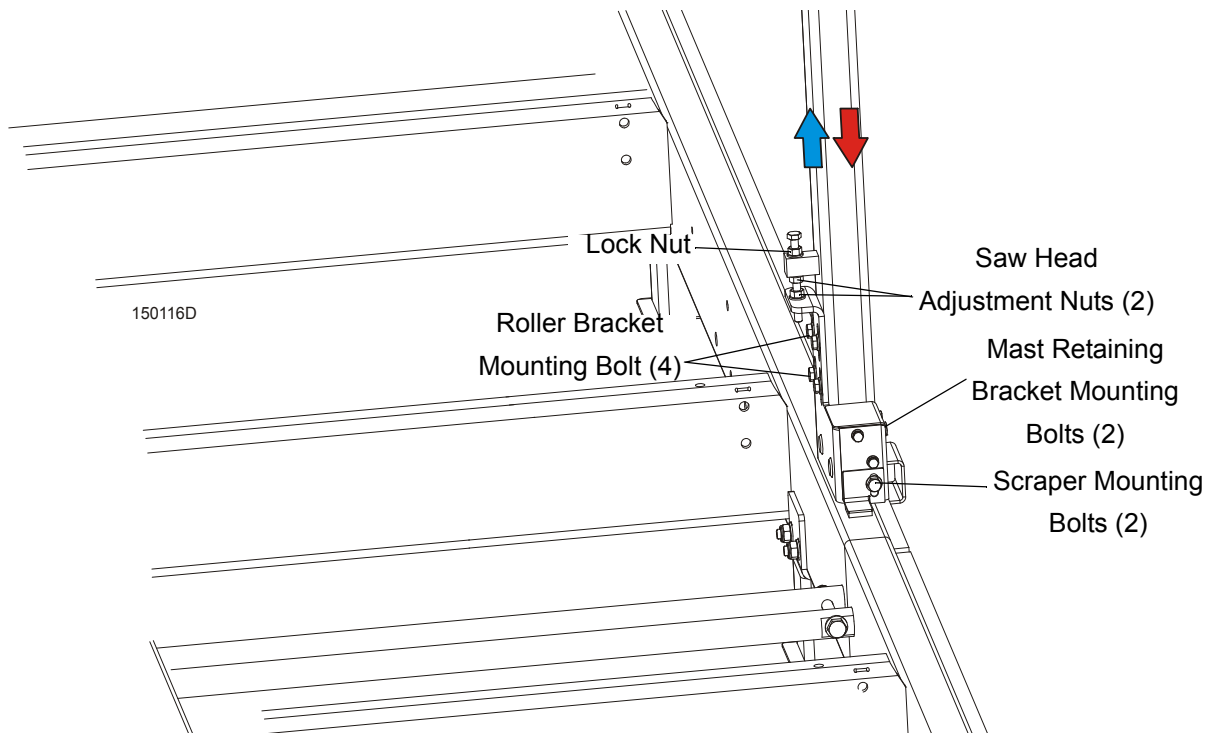 Lock Nut
Saw Head
Adjustment Nuts (2)
150116D
Roller Bracket
Mounting Bolt (4)
Mast Retaining
Bracket Mounting
Bolts (2)
Scraper Mounting
Bolts (2)